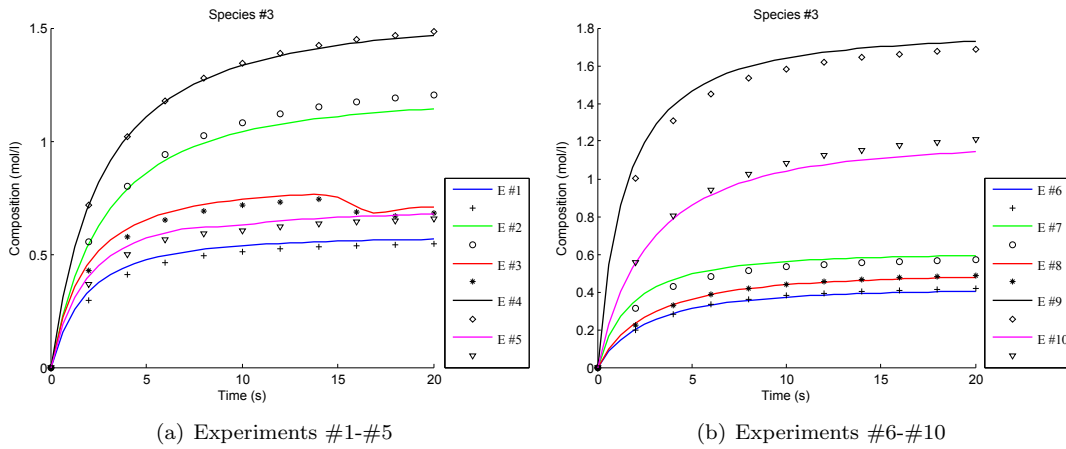 Species #3
1.5
1
0.5
0
Composition (mol/l)
0
5
10
15
20
Time (s)
E #1
E #2
E #3
E #4
E #5
(a) Experiments #1-#5
Species #3
1.8
1.6
1.4
1.2
1
0.8
0.6
0.4
0.2
0
Composition (mol/l)
0
5
10
15
20
Time (s)
E #6
E #7
E #8
E #9
E #10
(b) Experiments #6-#10